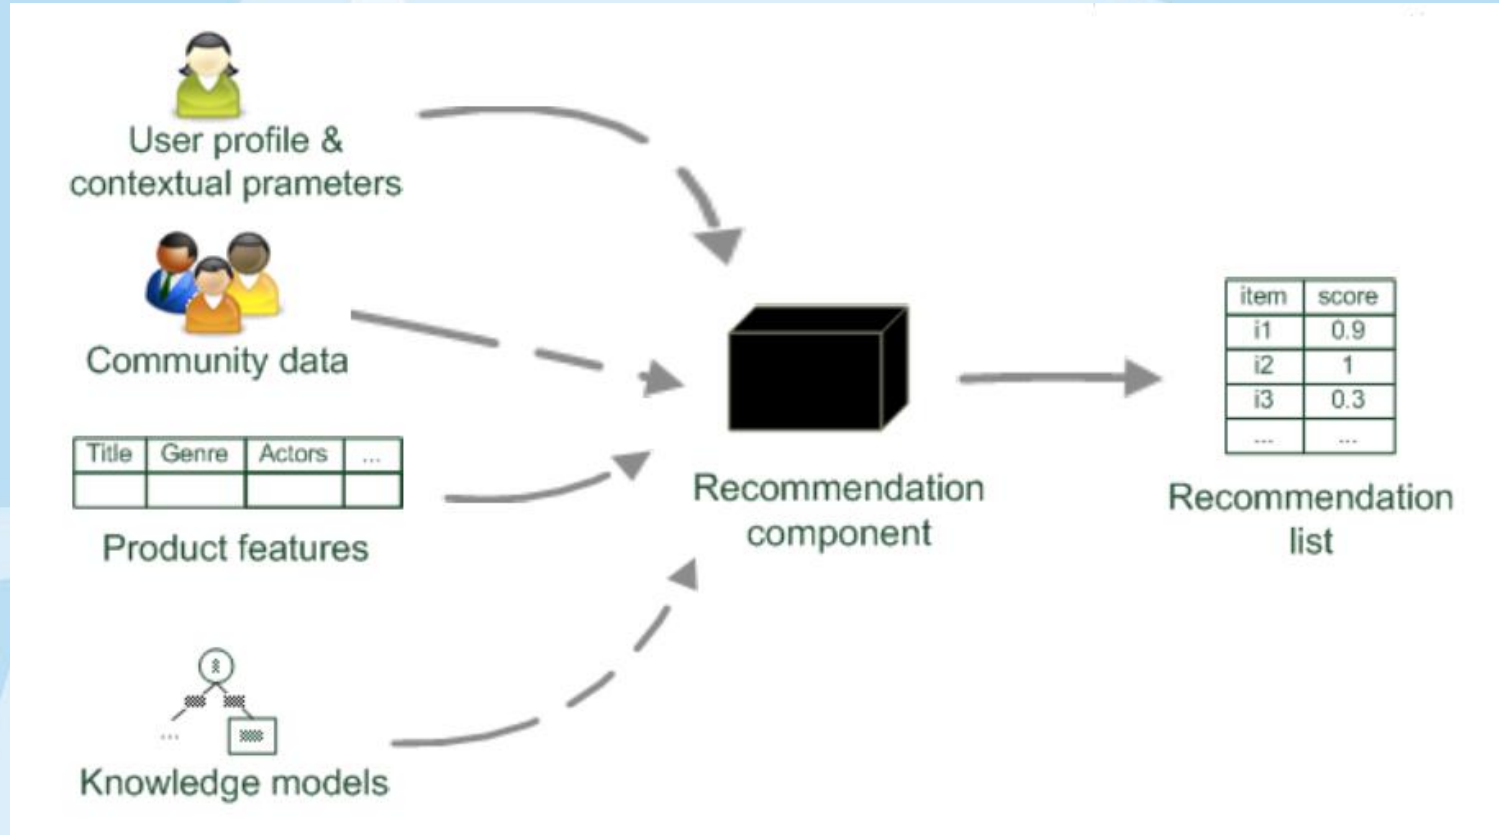 User profile &
contextual prameters
Community data
Title Genre Actors ...
Product features
Knowledge models
...
Recommendation
component
item score
i1 0.9
i2 1
i3 0.3
... ...
Recommendation
list